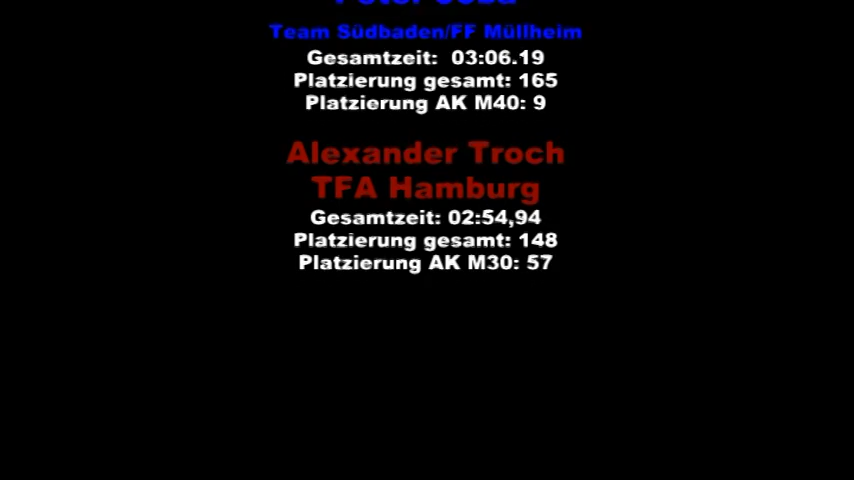 Team Südbaden/FF Müllheim
Gesamtzeit: 03:06.19
Platzierung gesamt: 165
Platzierung AK M40: 9
Alexander Troch
TFA Hamburg
Gesamtzeit: 02:54,94
Platzierung gesamt: 148
Platzierung AK M30: 57